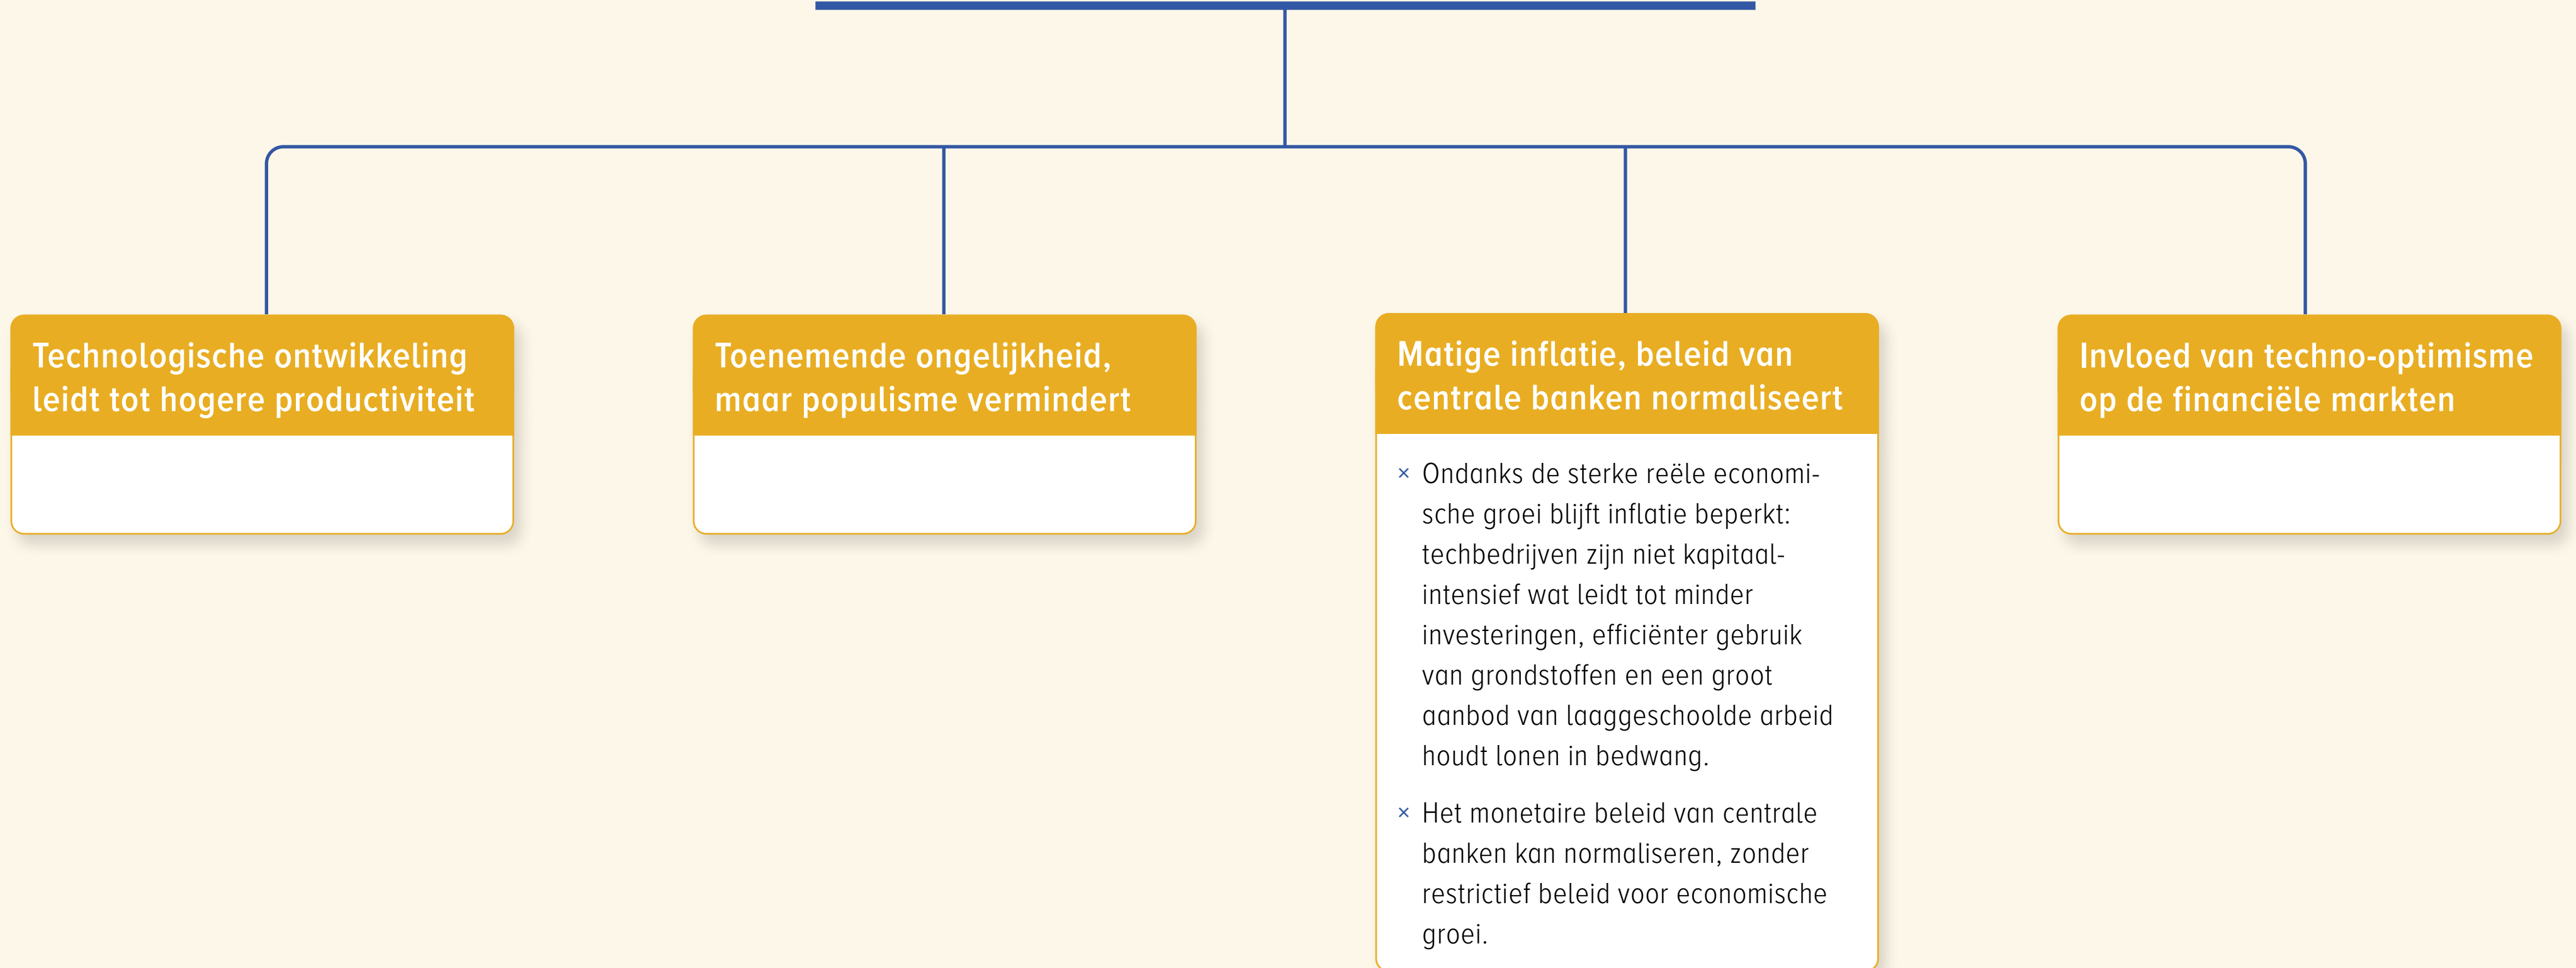 Technologische ontwikkeling
leidt tot hogere productiviteit
Toenemende ongelijkheid,
maar populisme vermindert
Matige inflatie, beleid van
centrale banken normaliseert
× Ondanks de sterke reële economi-
sche groei blijft inflatie beperkt:
techbedrijven zijn niet kapitaal-
intensief wat leidt tot minder
investeringen, efficiënter gebruik
van grondstoffen en een groot
aanbod van laaggeschoolde arbeid
houdt lonen in bedwang.
× Het monetaire beleid van centrale
banken kan normaliseren, zonder
restrictief beleid voor economische
groei.
Invloed van techno-optimisme
op de financiële markten